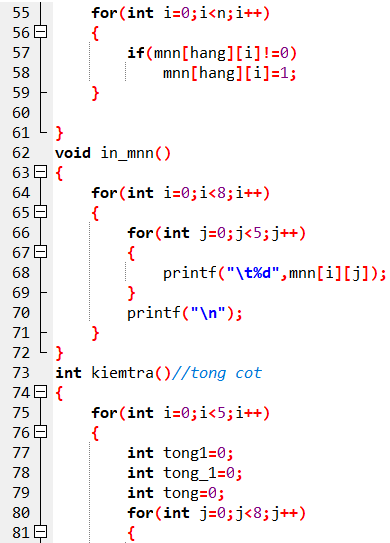 55 for(int i=0;i<n;i++)
56 {
57 if(mnn[hang][i]!=0)
58 mnn[hang][i]=1;
59 }
60
61 }
62 void in_mnn()
63 {
64 for(int i=0;i<8;i++)
65 {
66 for(int j=0;j<5;j++)
67 {
68 printf("\t%d",mnn[i][j]);
69 }
70 printf("\n");
71 }
72 }
73 int kiemtra()//tong cot
74 {
75 for(int i=0;i<5;i++)
76 {
77 int tong1=0;
78 int tong_1=0;
79 int tong=0;
80 for(int j=0;j<8;j++)
81 {